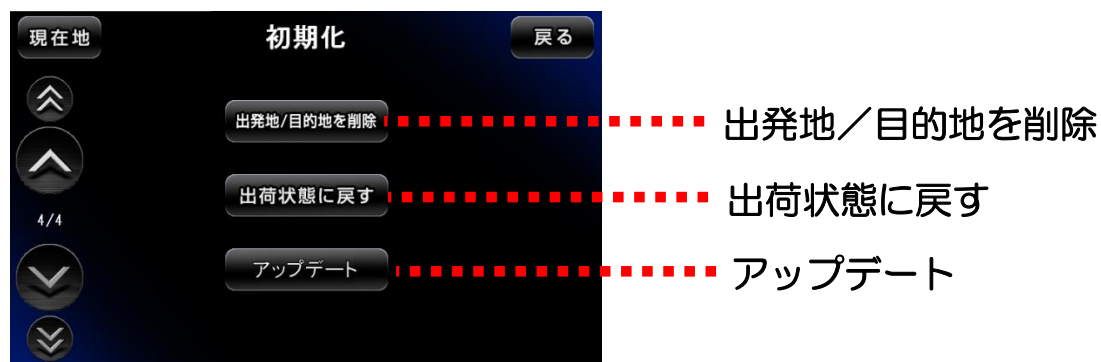 現在地
初期化
戻る
出発地/目的地を削除
出発地／目的地を削除
出荷状態に戻す
出荷状態に戻す
4/4
アップデート
アップデート